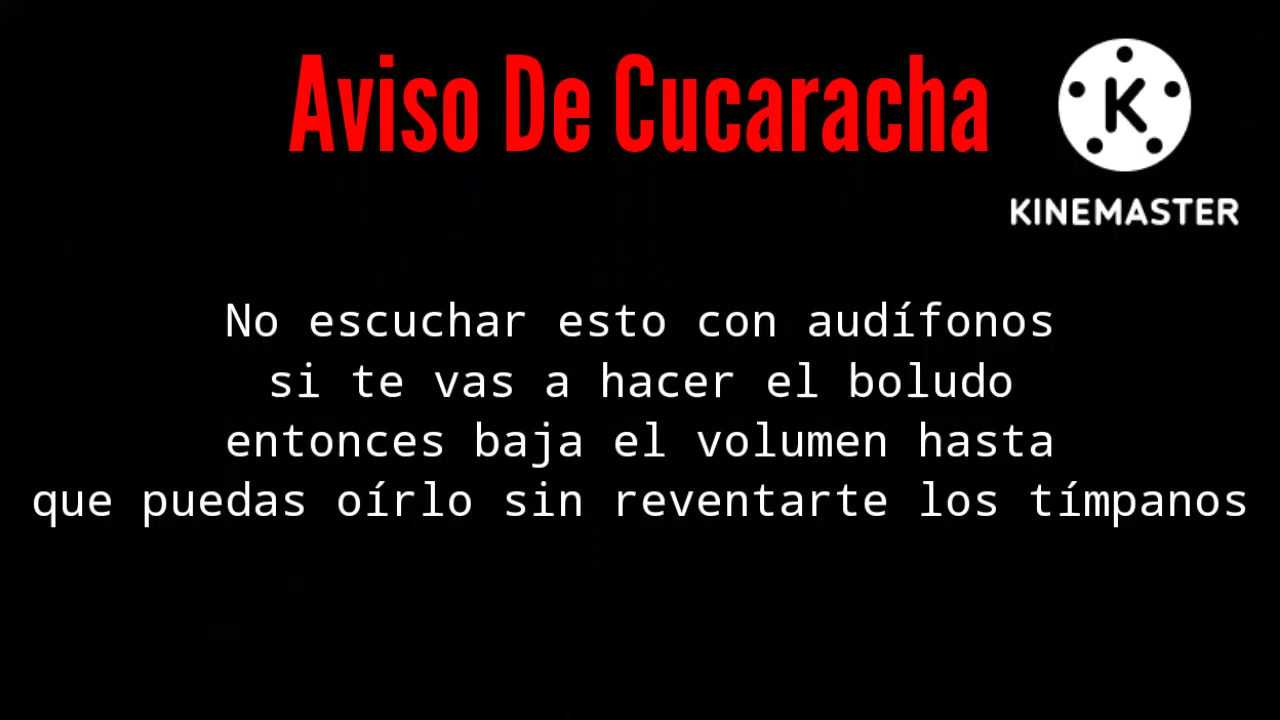 Aviso De Cucaracha
K
KINEMASTER
No escuchar esto con audífonos
si te vas a hacer el boludo
entonces baja el volumen hasta
que puedas oírlo sin reventarte los tímpanos